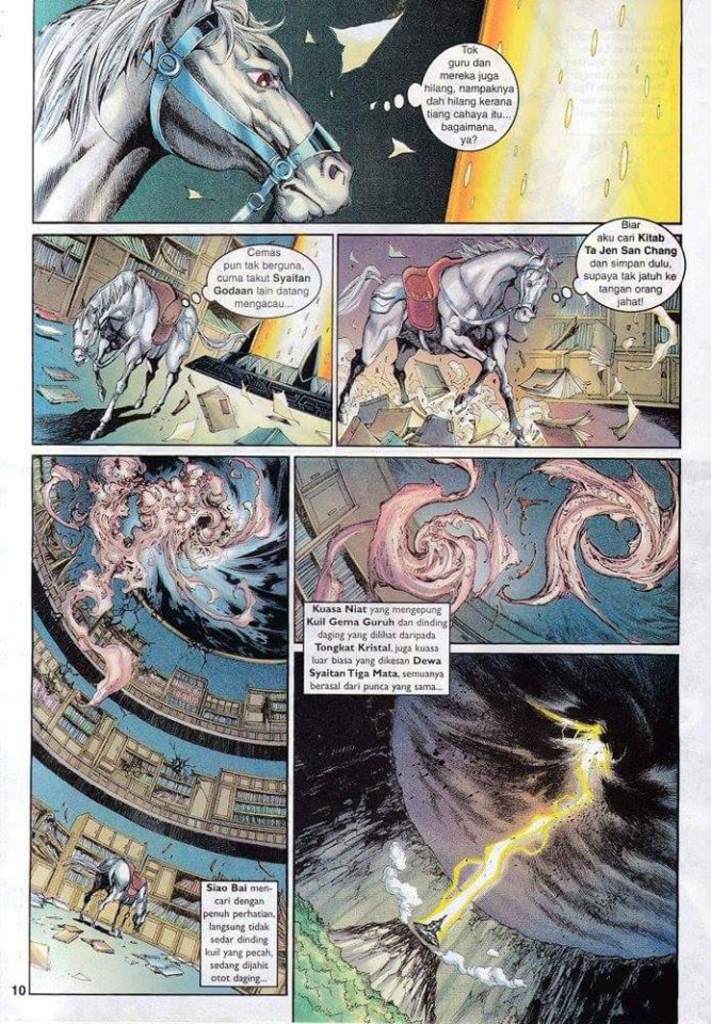 Tok
guru dan
mereka juga
hilang, nampaknya
dah hilang kerana
tiang cahaya itu...
bagaimana,
ya?
Cemas
pun tak berguna,
cuma takut Syaitan
Godaan lain datang
mengacau...
Biar
aku cari Kitab
Ta Jen San Chang
dan simpan dulu,
supaya tak jatuh ke
tangan orang
jahat!
Kuasa Niat yang mengepung
Kuil Gema Guruh dan dinding
daging yang dilihat daripada
Tongkat Kristal, juga kuasa
luar biasa yang dikesan Dewa
Syaitan Tiga Mata, semuanya
berasal dari punca yang sama...
Siao Bai men-
cari dengan
penuh perhatian,
langsung tidak
sedar dinding
kuil yang pecah,
sedang dijahit
otot daging...
10